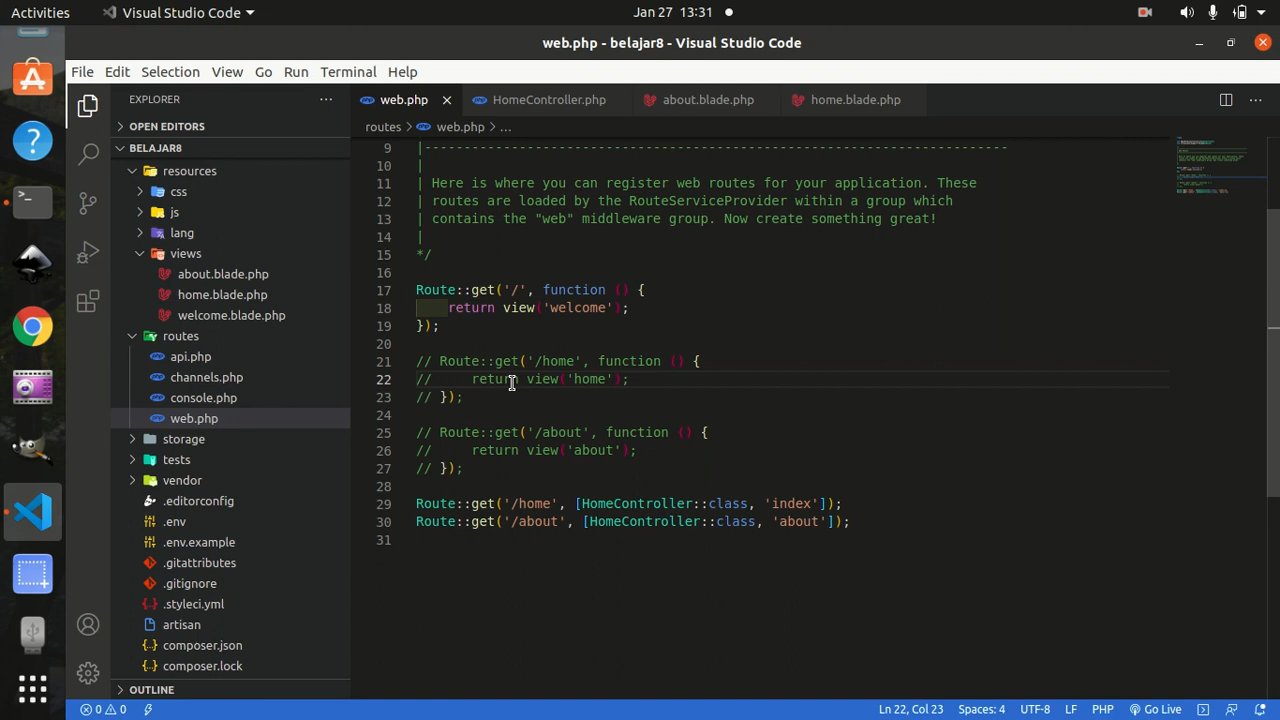 Activities
Visual Studio Code
Jan 27 13:31
web.php - belajar8 - Visual Studio Code
File Edit Selection View Go Run Terminal Help
EXPLORER
OPEN EDITORS
BELAJAR8
resources
css
js
lang
views
about.blade.php
home.blade.php
welcome.blade.php
routes
api.php
channels.php
console.php
web.php
storage
tests
vendor
.editorconfig
.env
.env.example
.gitattributes
.gitignore
.styleci.yml
artisan
composer.json
composer.lock
OUTLINE
web.php HomeController.php about.blade.php home.blade.php
routes > web.php > ...
9 |--------------------------------------------------------------------------
10 |
11 | Here is where you can register web routes for your application. These
12 | routes are loaded by the RouteServiceProvider within a group which
13 | contains the "web" middleware group. Now create something great!
14 |
15 */
16
17 Route::get('/', function () {
18     return view('welcome');
19 });
20
21 // Route::get('/home', function () {
22 //     return view('home');
23 // });
24
25 // Route::get('/about', function () {
26 //     return view('about');
27 // });
28
29 Route::get('/home', [HomeController::class, 'index']);
30 Route::get('/about', [HomeController::class, 'about']);
31
0 0 Ln 22, Col 23 Spaces: 4 UTF-8 LF PHP Go Live